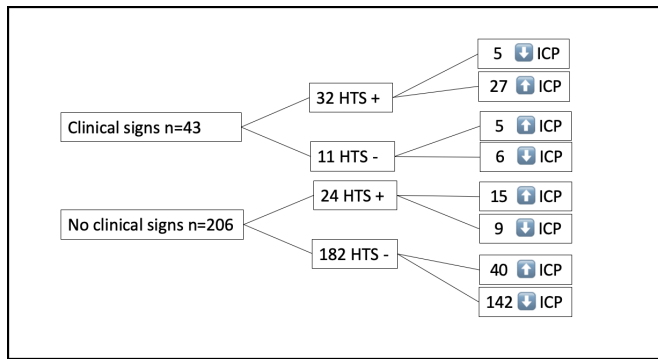 5 ⬇️ ICP
32 HTS +
27 ⬆️ ICP
Clinical signs n=43
5 ⬆️ ICP
11 HTS -
6 ⬇️ ICP
24 HTS +
15 ⬆️ ICP
No clinical signs n=206
9 ⬇️ ICP
182 HTS -
40 ⬆️ ICP
142 ⬇️ ICP